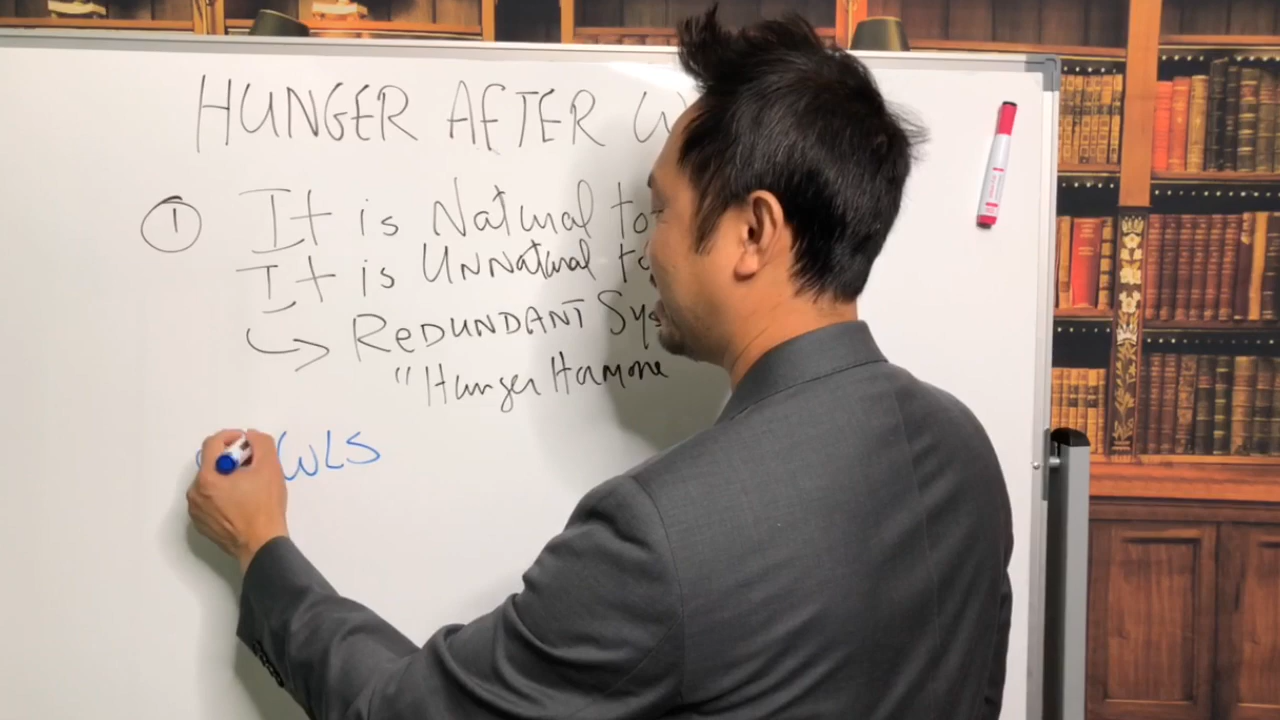 HUNGER AFTER W
① It is Natural to
It is Unnatural to
↳ REDUNDANT Sys
"Hunger Hormone
WLS